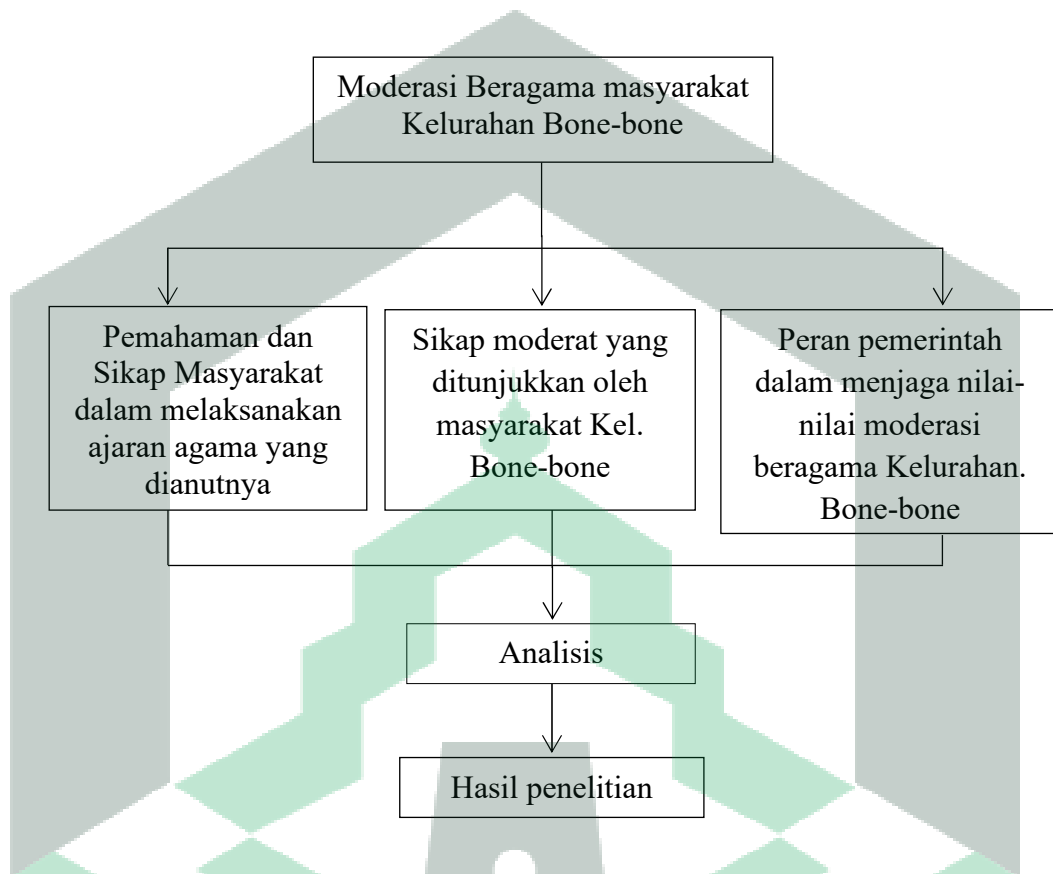 Moderasi Beragama masyarakat
Kelurahan Bone-bone
Pemahaman dan
Sikap Masyarakat
dalam melaksanakan
ajaran agama yang
dianutnya
Sikap moderat yang
ditunjukkan oleh
masyarakat Kel.
Bone-bone
Peran pemerintah
dalam menjaga nilai-
nilai moderasi
beragama Kelurahan.
Bone-bone
Analisis
Hasil penelitian